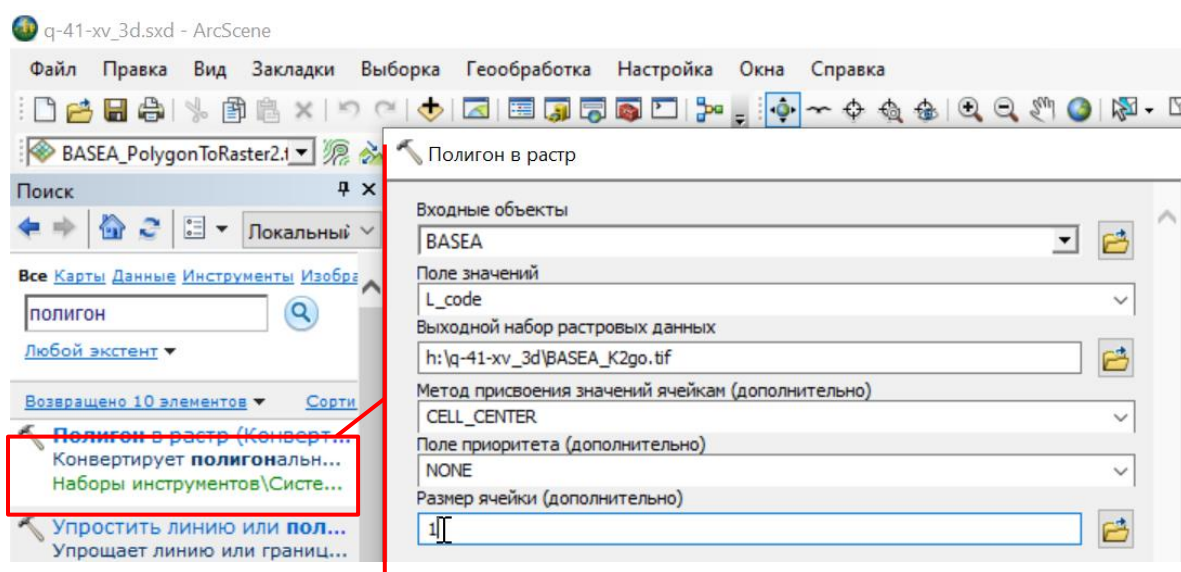 q-41-xv_3d.sxd - ArcScene
Файл Правка Вид Закладки Выборка Геообработка Настройка Окна Справка
BASEA_PolygonToRaster2.t
Поиск
Локальный
Все Карты Данные Инструменты Изобра
полигон
Любой экстент
Возвращено 10 элементов Сорти
Полигон в растр (Конверт...
Конвертирует полигональн...
Наборы инструментов\Систе...
Упростить линию или пол...
Упрощает линию или границ...
Полигон в растр
Входные объекты
BASEA
Поле значений
L_code
Выходной набор растровых данных
h:\q-41-xv_3d\BASEA_K2go.tif
Метод присвоения значений ячейкам (дополнительно)
CELL_CENTER
Поле приоритета (дополнительно)
NONE
Размер ячейки (дополнительно)
1